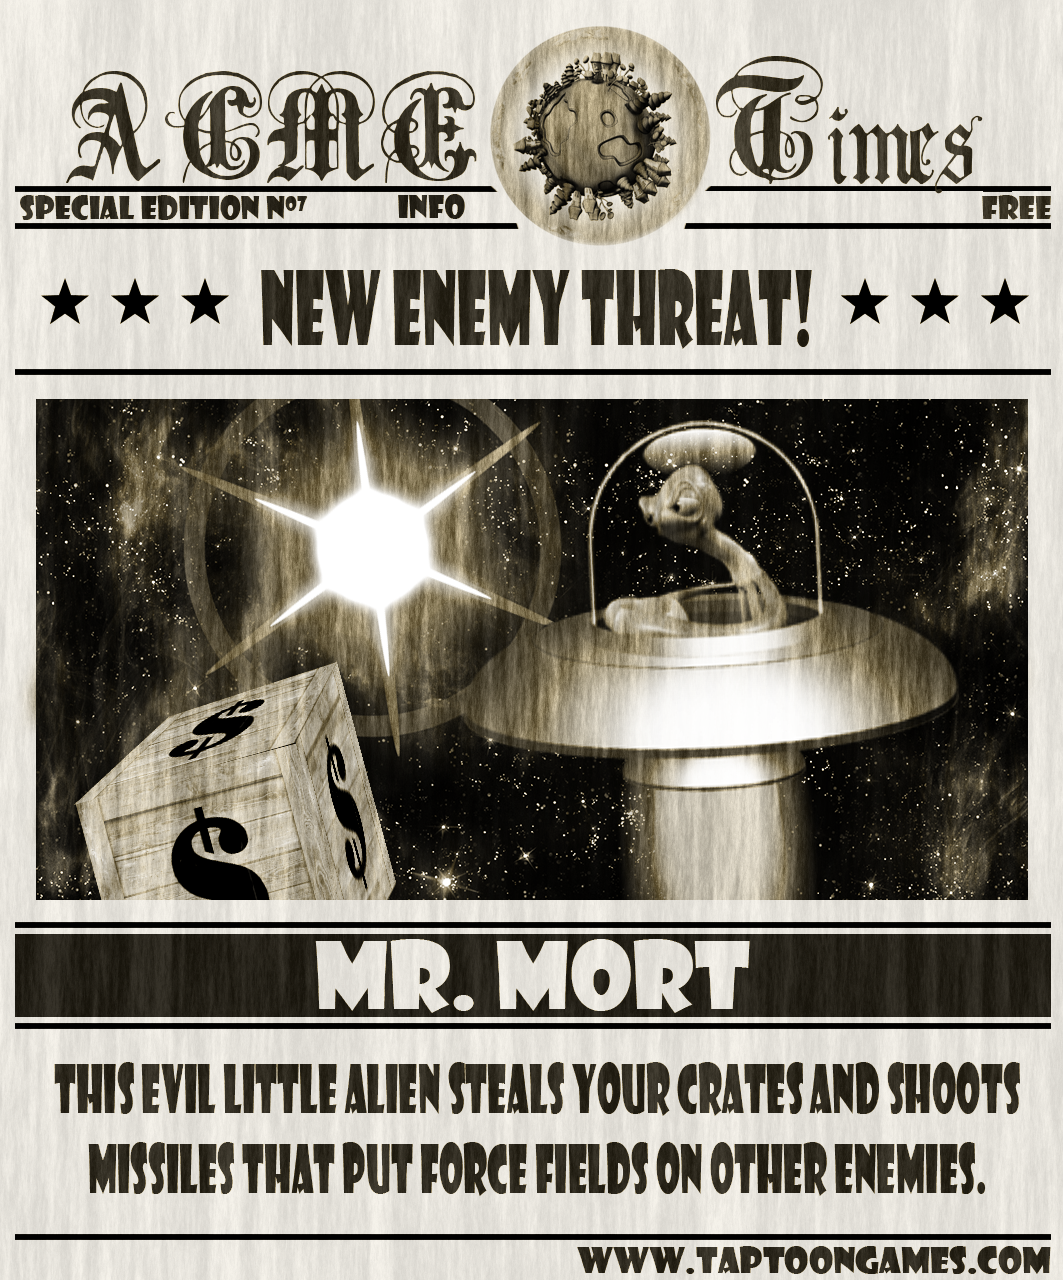 ACME Times
SPECIAL EDITION Nº7 INFO FREE
NEW ENEMY THREAT!
$
$
$
MR. MORT
THIS EVIL LITTLE ALIEN STEALS YOUR CRATES AND SHOOTS
MISSILES THAT PUT FORCE FIELDS ON OTHER ENEMIES.
WWW.TAPTOONGAMES.COM